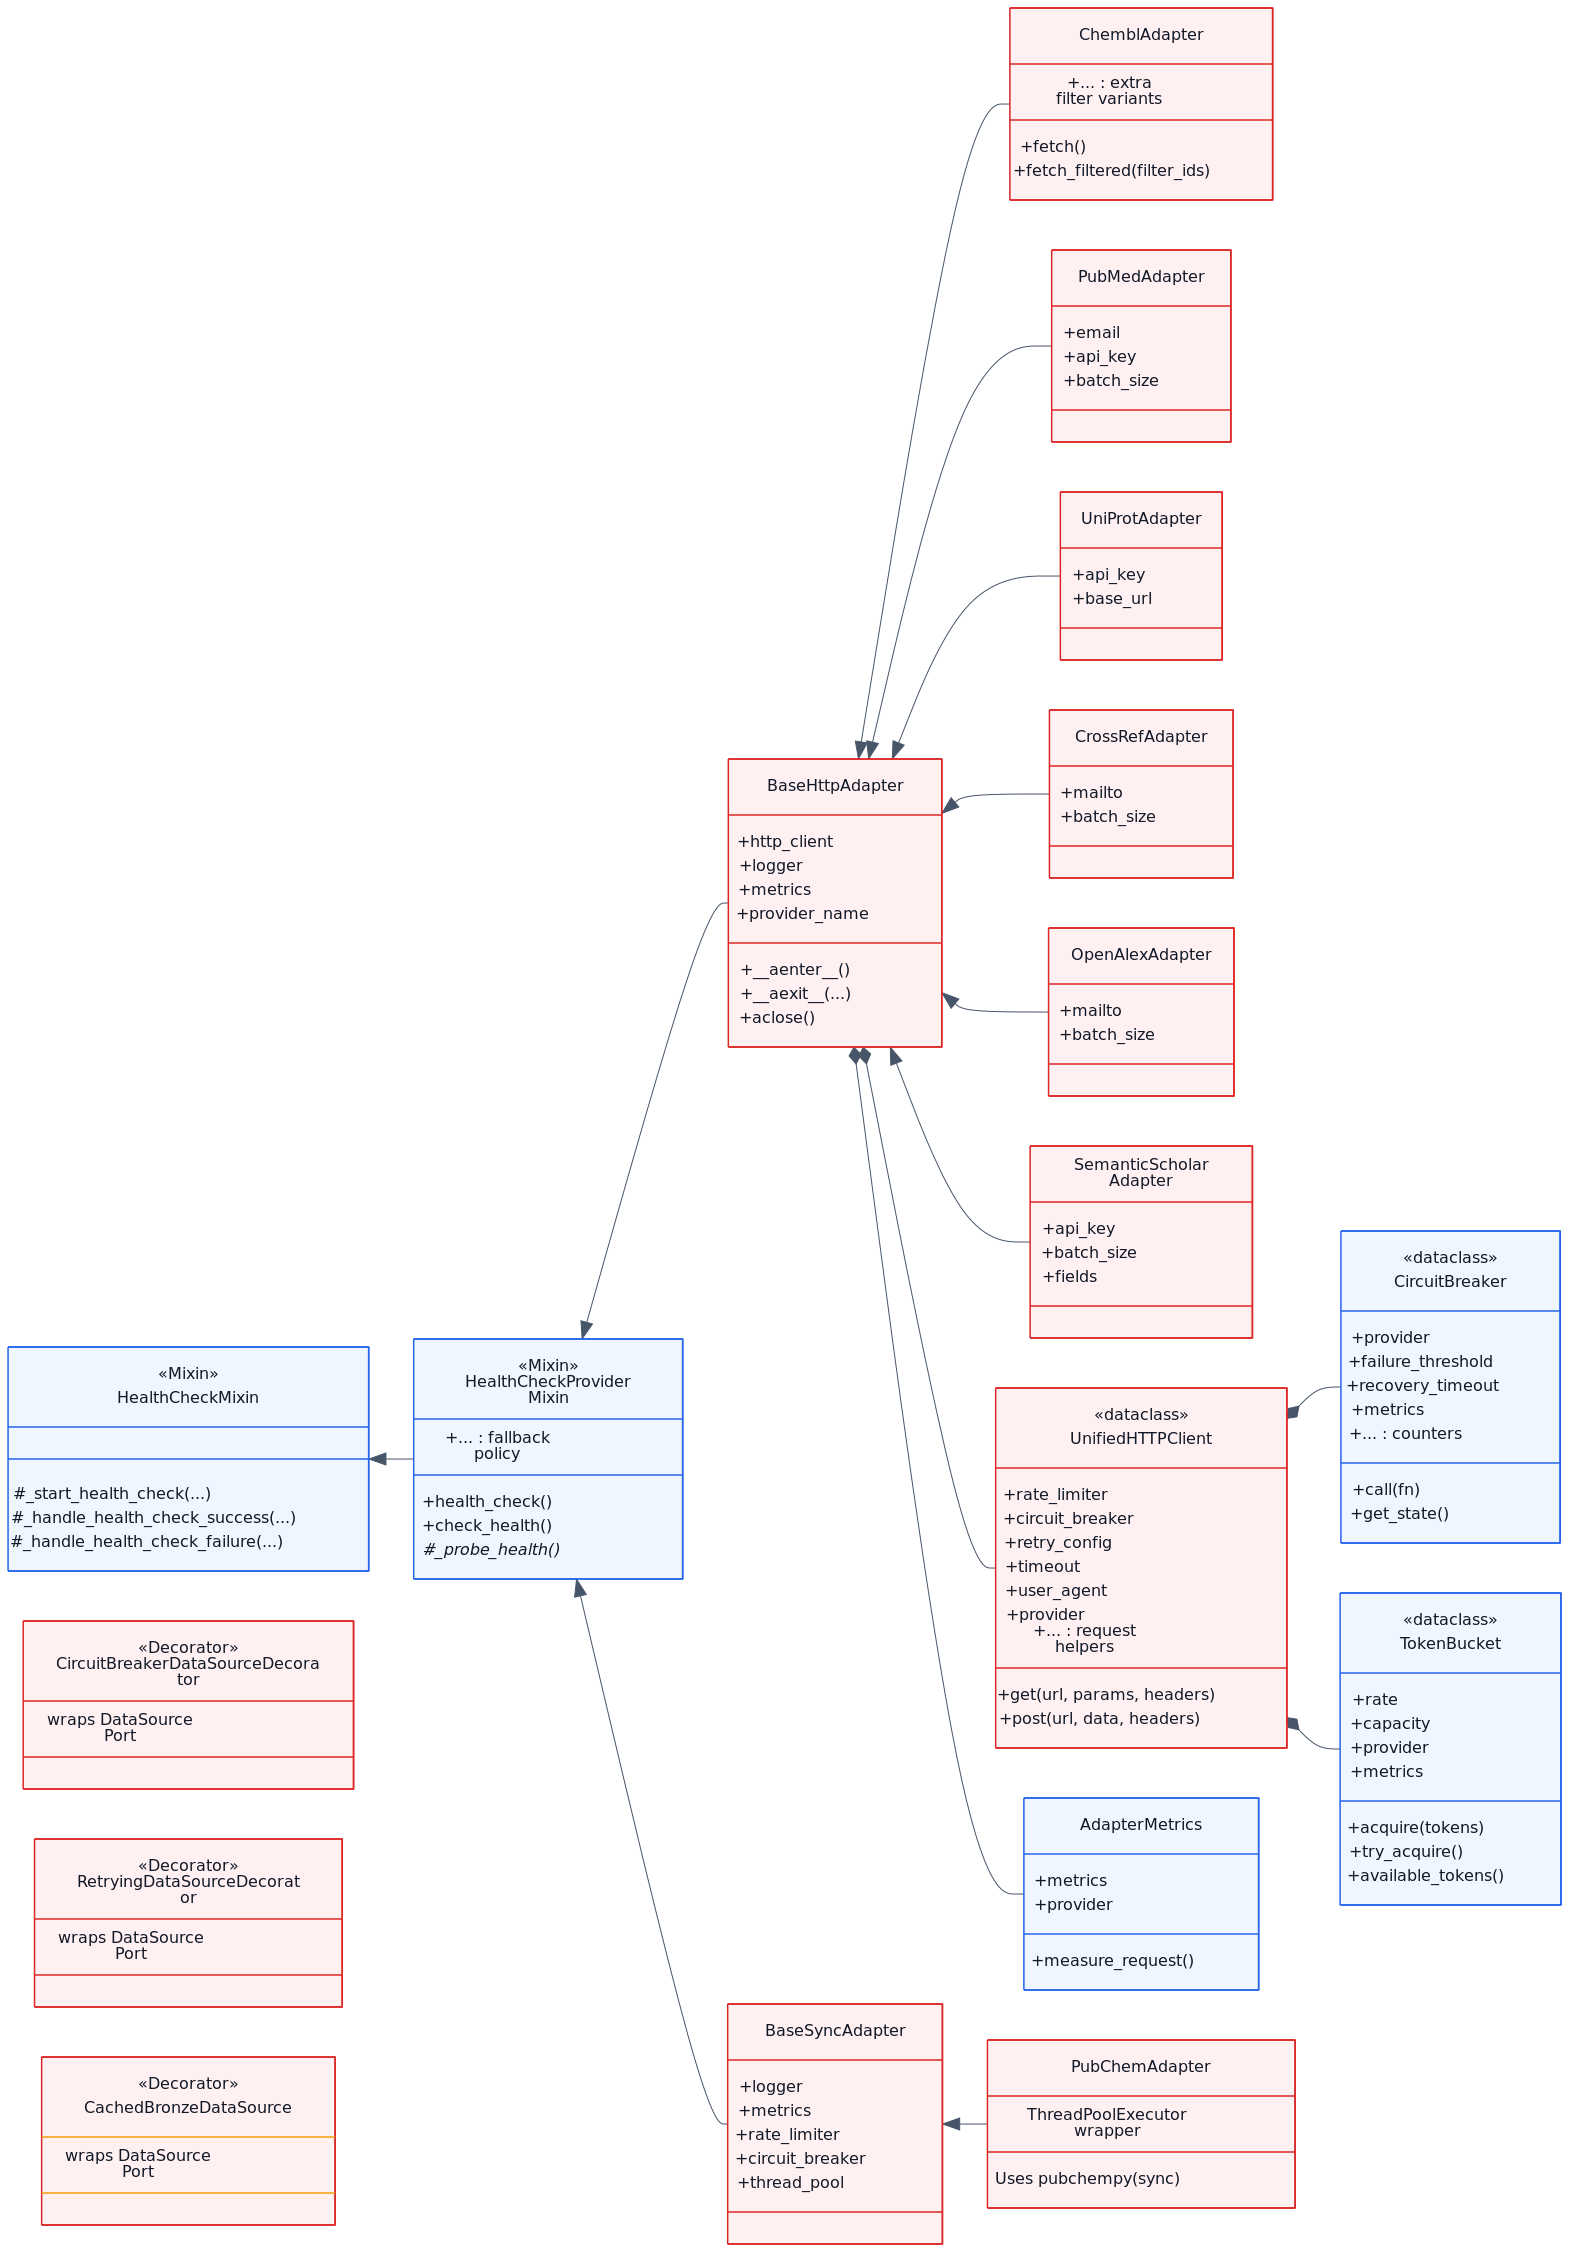 ChemblAdapter
+... : extra
filter variants
+fetch()
+fetch_filtered(filter_ids)
PubMedAdapter
+email
+api_key
+batch_size
UniProtAdapter
+api_key
+base_url
CrossRefAdapter
+mailto
+batch_size
BaseHttpAdapter
+http_client
+logger
+metrics
+provider_name
+__aenter__()
+__aexit__(...)
+aclose()
OpenAlexAdapter
+mailto
+batch_size
SemanticScholar
Adapter
+api_key
+batch_size
+fields
«dataclass»
CircuitBreaker
+provider
+failure_threshold
+recovery_timeout
+metrics
+... : counters
+call(fn)
+get_state()
«Mixin»
HealthCheckMixin
#_start_health_check(...)
#_handle_health_check_success(...)
#_handle_health_check_failure(...)
«Mixin»
HealthCheckProvider
Mixin
+... : fallback
policy
+health_check()
+check_health()
#_probe_health()
«dataclass»
UnifiedHTTPClient
+rate_limiter
+circuit_breaker
+retry_config
+timeout
+user_agent
+provider
+... : request
helpers
+get(url, params, headers)
+post(url, data, headers)
«dataclass»
TokenBucket
+rate
+capacity
+provider
+metrics
+acquire(tokens)
+try_acquire()
+available_tokens()
«Decorator»
CircuitBreakerDataSourceDecora
tor
wraps DataSource
Port
«Decorator»
RetryingDataSourceDecorat
or
wraps DataSource
Port
AdapterMetrics
+metrics
+provider
+measure_request()
«Decorator»
CachedBronzeDataSource
wraps DataSource
Port
BaseSyncAdapter
+logger
+metrics
+rate_limiter
+circuit_breaker
+thread_pool
PubChemAdapter
ThreadPoolExecutor
wrapper
Uses pubchempy(sync)